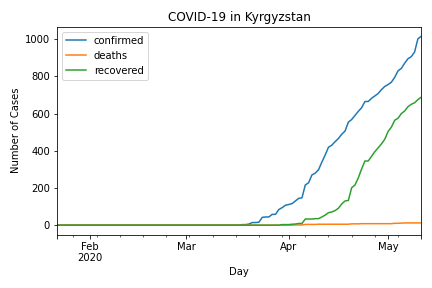 COVID-19 in Kyrgyzstan
confirmed
deaths
recovered
Number of Cases
1000
800
600
400
200
0
Feb
2020
Mar
Apr
May
Day